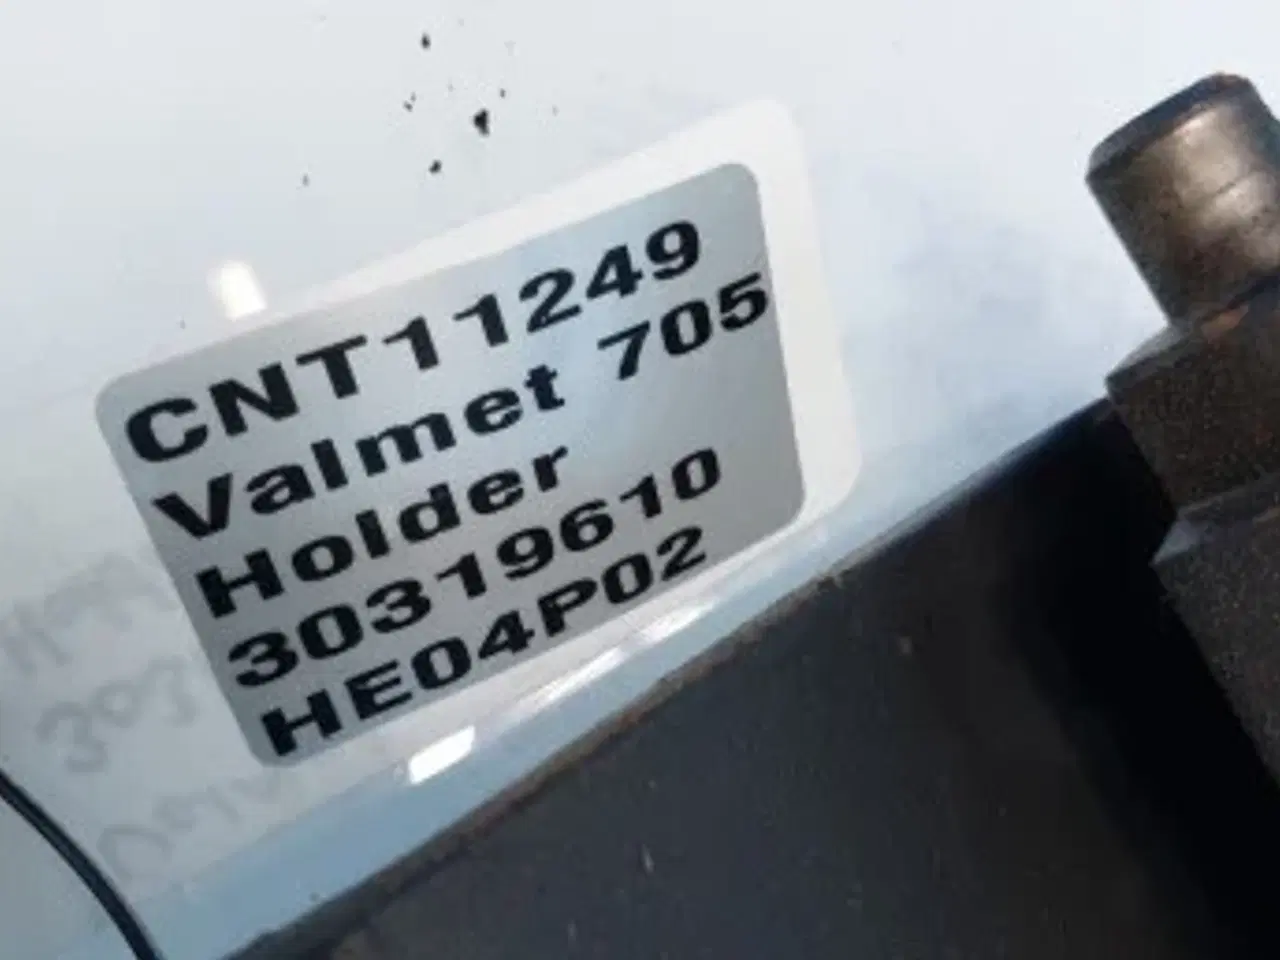 CNT11249
Valmet 705
Holder
30319610
HE04P02